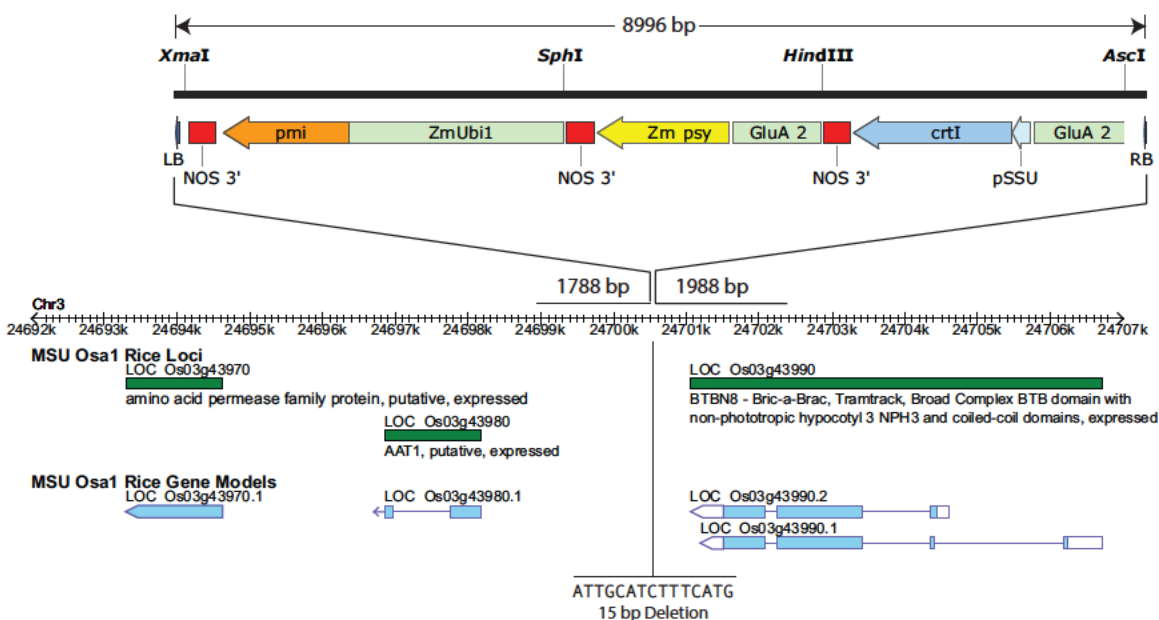 8996 bp
XmaI SphI HindIII AscI
pmi ZmUbi1 Zm psy GluA 2 crtI GluA 2
LB RB
NOS 3' NOS 3' NOS 3' pSSU
1788 bp 1988 bp
Chr3
24692k 24693k 24694k 24695k 24696k 24697k 24698k 24699k 24700k 24701k 24702k 24703k 24704k 24705k 24706k 24707k
MSU Osa1 Rice Loci
LOC Os03g43970 LOC Os03g43990
amino acid permease family protein, putative, expressed
BTBN8 - Bric-a-Brac, Tramtrack, Broad Complex BTB domain with
non-phototropic hypocotyl 3 NPH3 and coiled-coil domains, expressed
LOC Os03g43980
AAT1, putative, expressed
MSU Osa1 Rice Gene Models
LOC Os03g43970.1 LOC Os03g43980.1 LOC Os03g43990.2
LOC Os03g43990.1
ATTGCATCTTTCATG
15 bp Deletion